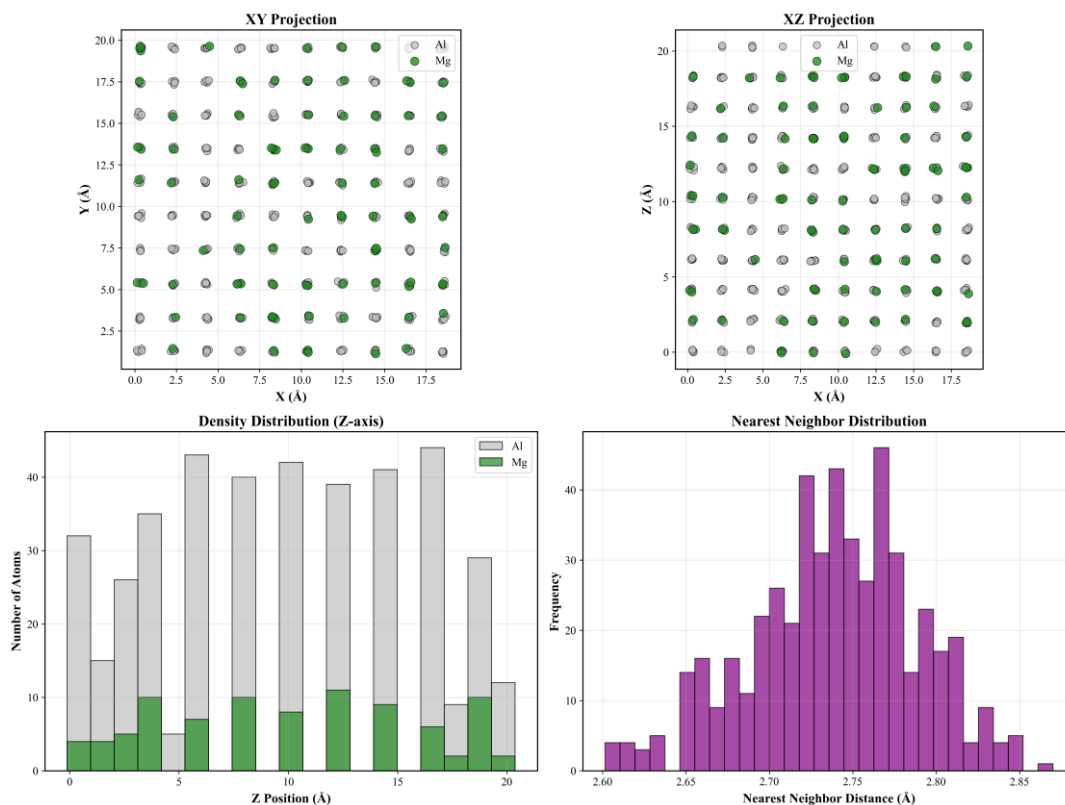 XY Projection
XZ Projection
Al
Mg
20.0
17.5
15.0
12.5
10.0
7.5
5.0
2.5
Y (Å)
0.0
2.5
5.0
7.5
10.0
12.5
15.0
17.5
X (Å)
Al
Mg
20
15
10
5
0
Z (Å)
0.0
2.5
5.0
7.5
10.0
12.5
15.0
17.5
X (Å)
Density Distribution (Z-axis)
Nearest Neighbor Distribution
Al
Mg
40
30
20
10
0
Number of Atoms
0
5
10
15
20
Z Position (Å)
40
30
20
10
0
Frequency
2.60
2.65
2.70
2.75
2.80
2.85
Nearest Neighbor Distance (Å)